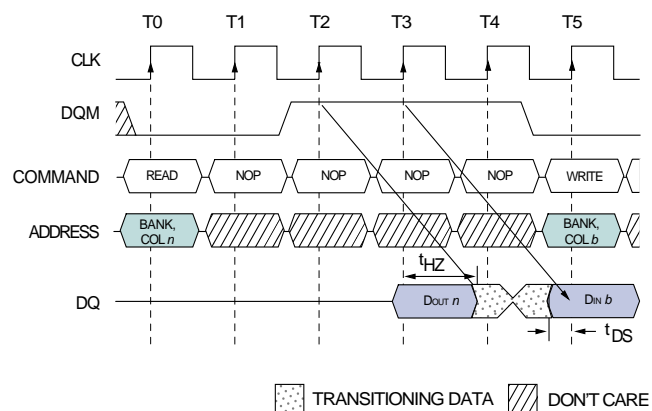 T0 T1 T2 T3 T4 T5
CLK
DQM
COMMAND READ NOP NOP NOP NOP WRITE
ADDRESS BANK, COL n BANK, COL b
tHZ
DQ DOUT n DIN b
tDS
TRANSITIONING DATA DON'T CARE